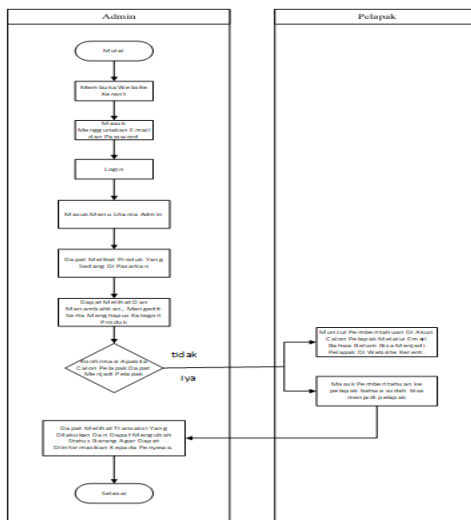 Admin
Pelapak
Mulai
Membuka Website
Kerent
Masuk
Menggunakan Email
dan Password
Login
Masuk Menu Utama Admin
Dapat Melihat Produk Yang
Sedang Di Pasarkan
Dapat Melihat Dan
Menambahkan, Mengedit
Serta Menghapus Kategori
Produk
Konfirmasi Apabila
Calon Pelapak Dapat
Menjadi Pelapak
tidak
iya
Muncul Pemberitahuan Di Akun
Calon Pelapak Melalui Email
Bahwa Belum Bisa Menjadi
Pelapak Di Website Kerent.
Masuk Pemberitahuan ke
pelapak bahwa sudah bisa
menjadi pelapak
Dapat Melihat Transaksi Yang
Dilakukan Dan Dapat Mengubah
Status Barang Agar Dapat
Diinformasikan Kepada Penyewa.
Selesai